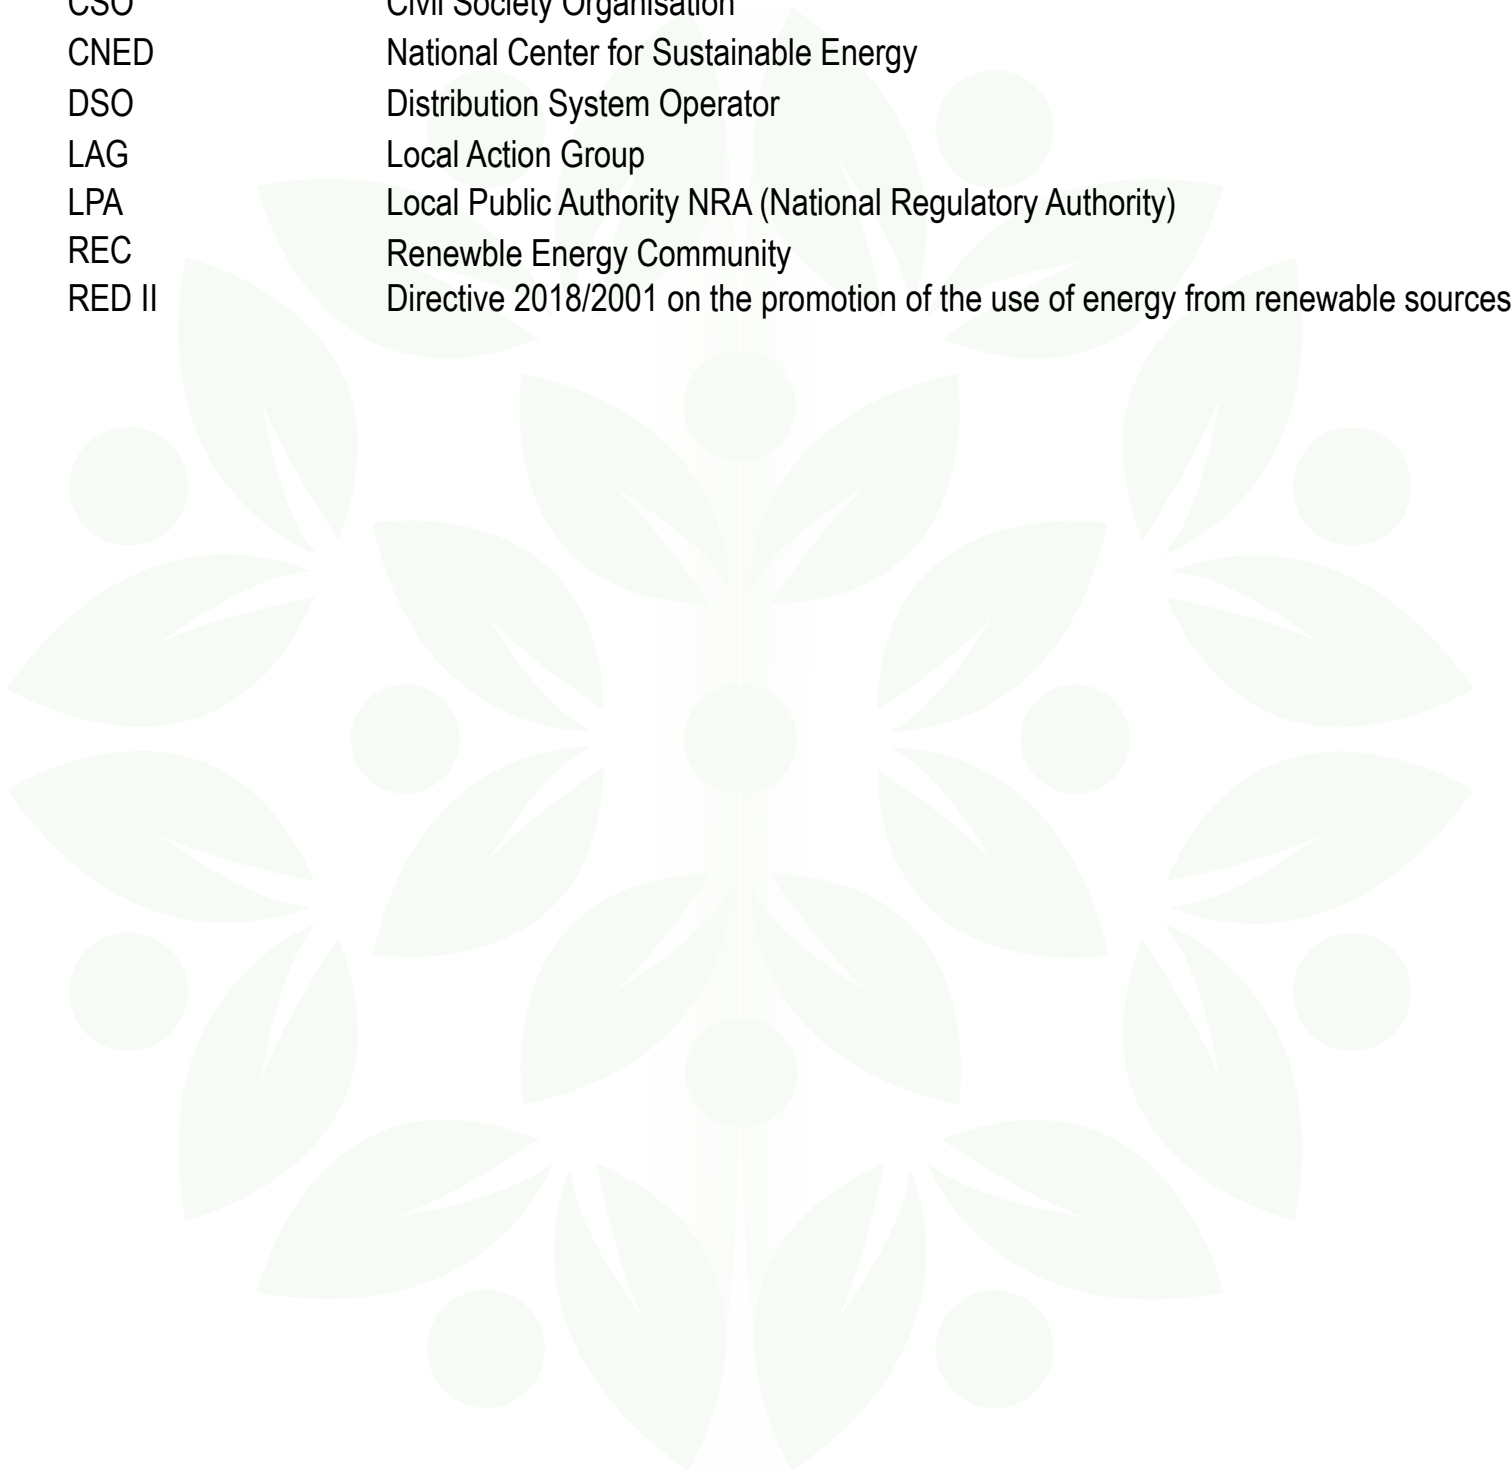 CSO Civil Society Organisation
CNED National Center for Sustainable Energy
DSO Distribution System Operator
LAG Local Action Group
LPA Local Public Authority NRA (National Regulatory Authority)
REC Renewble Energy Community
RED II Directive 2018/2001 on the promotion of the use of energy from renewable sources